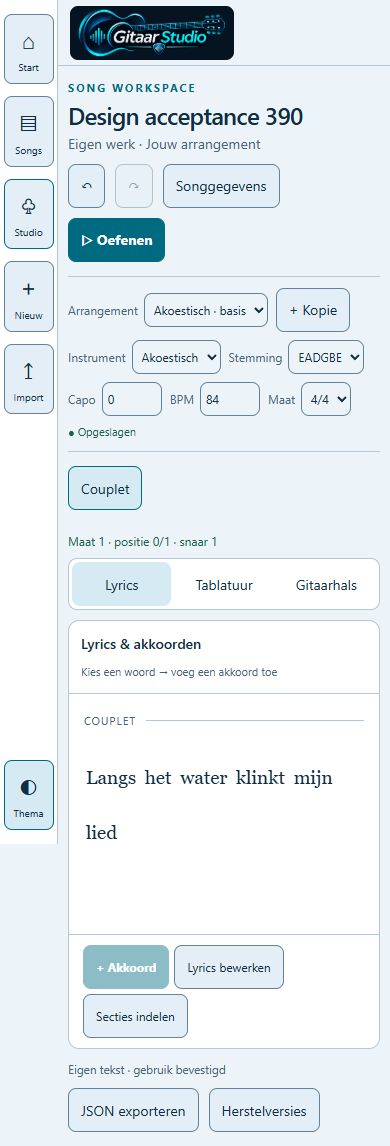 Gitaar Studio
Start
Songs
Studio
Nieuw
Import
Thema
SONG WORKSPACE
Design acceptance 390
Eigen werk · Jouw arrangement
Songgegevens
Oefenen
Arrangement Akoestisch · basis + Kopie
Instrument Akoestisch Stemming EADGBE
Capo 0 BPM 84 Maat 4/4
● Opgeslagen
Couplet
Maat 1 · positie 0/1 · snaar 1
Lyrics Tablatuur Gitaarhals
Lyrics & akkoorden
Kies een woord → voeg een akkoord toe
COUPLET
Langs het water klinkt mijn
lied
+ Akkoord Lyrics bewerken
Secties indelen
Eigen tekst · gebruik bevestigd
JSON exporteren Herstelversies